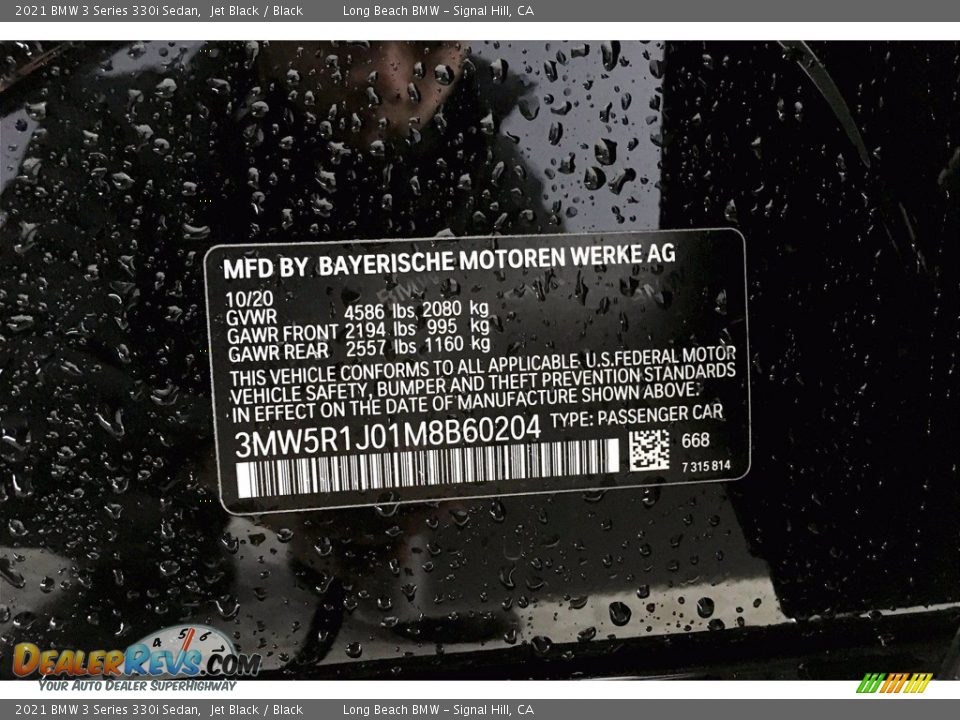 2021 BMW 3 Series 330i Sedan, Jet Black / Black Long Beach BMW - Signal Hill, CA
MFD BY BAYERISCHE MOTOREN WERKE AG
10/20
GVWR 4586 lbs 2080 kg
GAWR FRONT 2194 lbs 995 kg
GAWR REAR 2557 lbs 1160 kg
THIS VEHICLE CONFORMS TO ALL APPLICABLE U.S.FEDERAL MOTOR
VEHICLE SAFETY, BUMPER AND THEFT PREVENTION STANDARDS
IN EFFECT ON THE DATE OF MANUFACTURE SHOWN ABOVE:
3MW5R1J01M8B60204 TYPE: PASSENGER CAR
668
7 315 814
4 5 6
DEALERREVS.COM
YOUR AUTO DEALER SUPERHIGHWAY
2021 BMW 3 Series 330i Sedan, Jet Black / Black Long Beach BMW - Signal Hill, CA